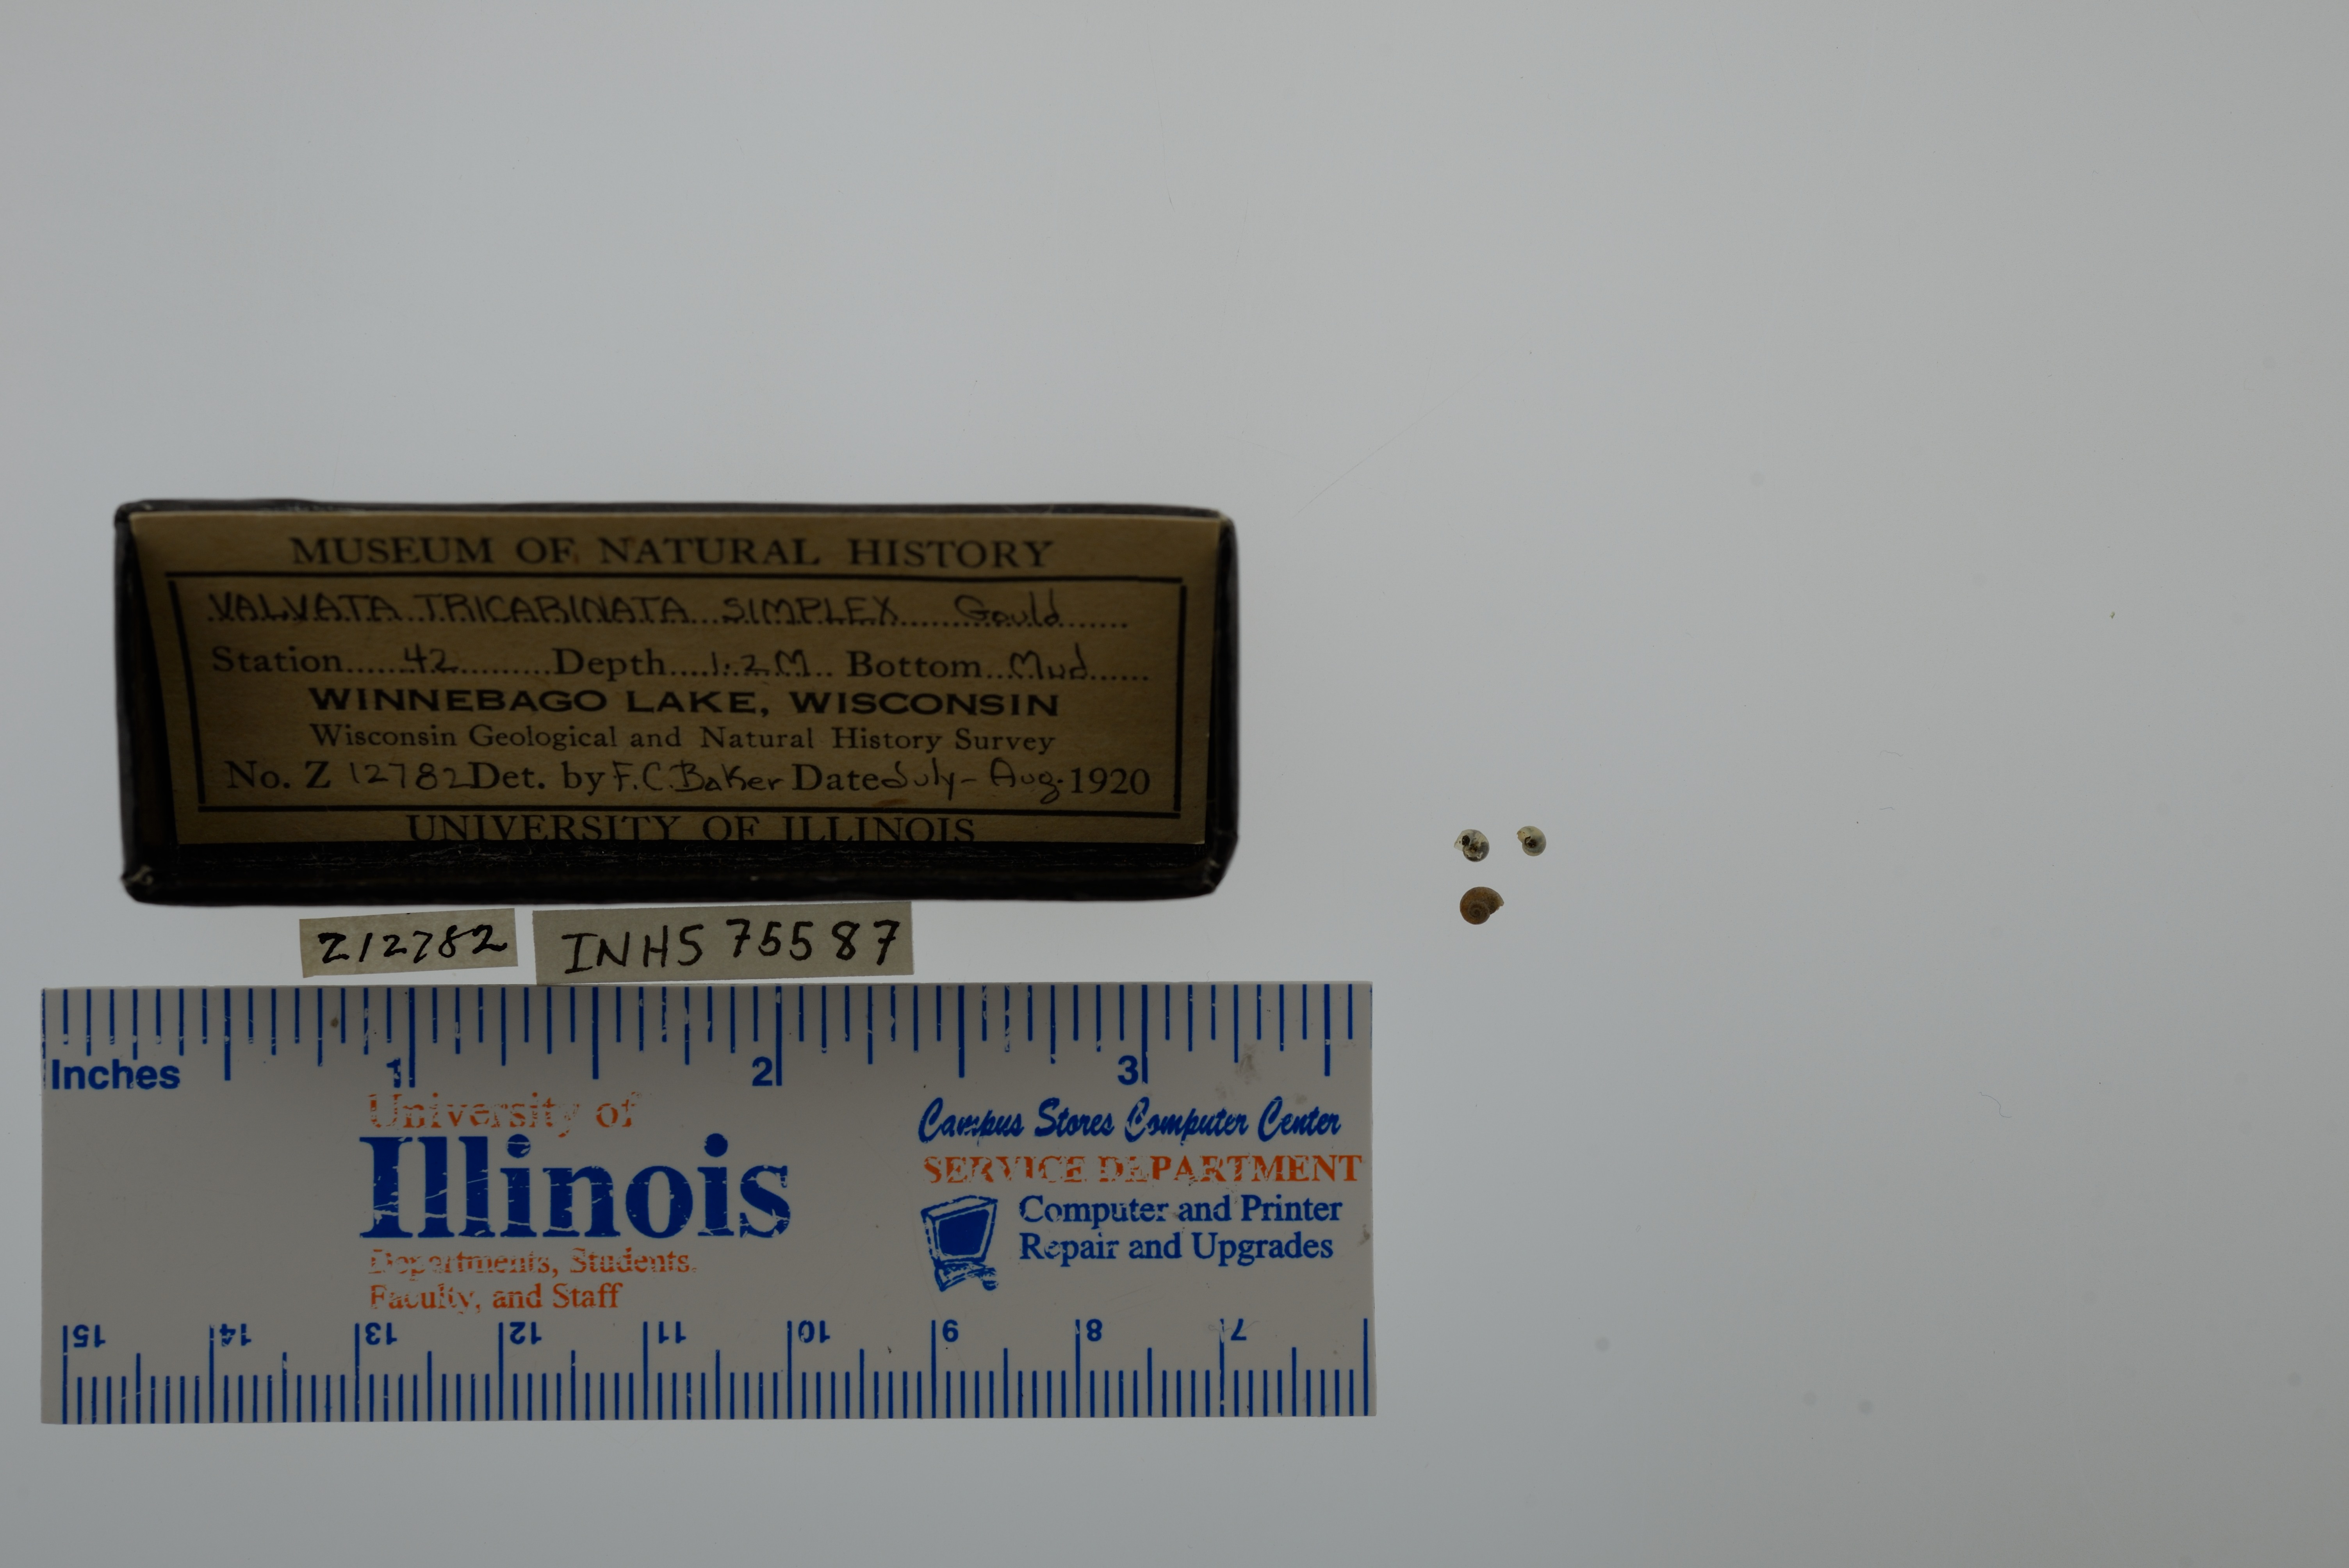 MUSEUM OF NATURAL HISTORY
VALVATA TRICARINATA SIMPLEX Gould
Station 42 Depth 1.2M Bottom Mud
WINNEBAGO LAKE, WISCONSIN
Wisconsin Geological and Natural History Survey
No. Z 12782 Det. by F.C.Baker Date July-Aug. 1920
UNIVERSITY OF ILLINOIS
Z12782
INHS 75587
1 2 3
Inches
University of
Illinois
Departments, Students,
Faculty, and Staff
Campus Stores Computer Center
SERVICE DEPARTMENT
Computer and Printer
Repair and Upgrades
15 14 13 12 11 10 9 8 7